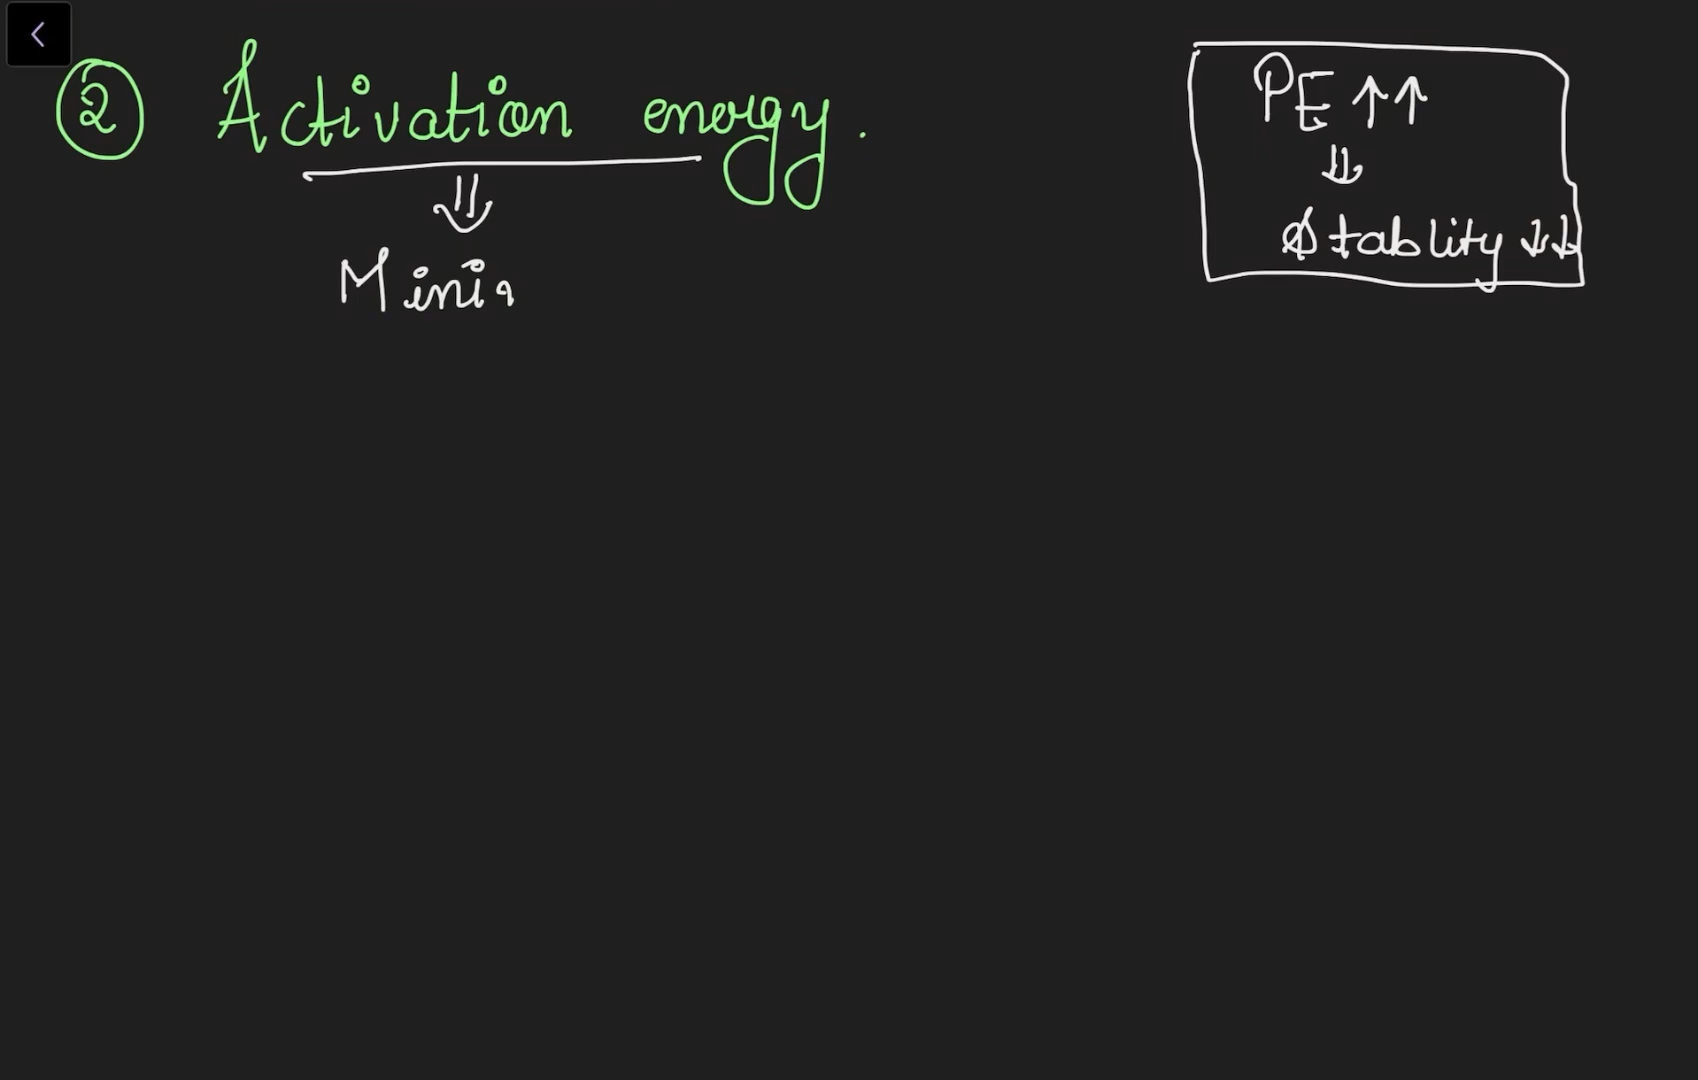 ② Activation energy.
⇓
Mini
PE ↑↑
⇓
Stablity ↓↓